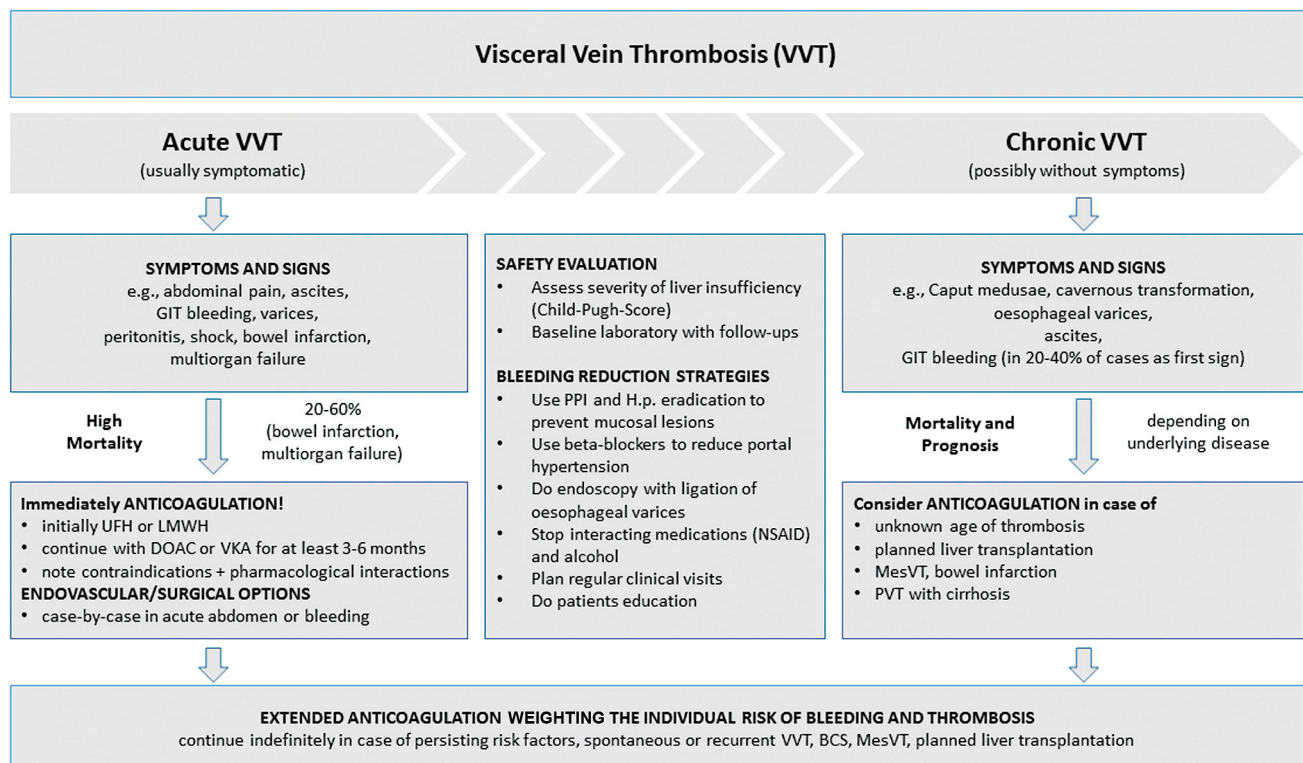 Visceral Vein Thrombosis (VVT)
Acute VVT
(usually symptomatic)
Chronic VVT
(possibly without symptoms)
SYMPTOMS AND SIGNS
e.g., abdominal pain, ascites,
GIT bleeding, varices,
peritonitis, shock, bowel infarction,
multiorgan failure
High
Mortality
20-60%
(bowel infarction,
multiorgan failure)
Immediately ANTICOAGULATION!
• initially UFH or LMWH
• continue with DOAC or VKA for at least 3-6 months
• note contraindications + pharmacological interactions
ENDOVASCULAR/SURGICAL OPTIONS
• case-by-case in acute abdomen or bleeding
SAFETY EVALUATION
• Assess severity of liver insufficiency
(Child-Pugh-Score)
• Baseline laboratory with follow-ups
BLEEDING REDUCTION STRATEGIES
• Use PPI and H.p. eradication to
prevent mucosal lesions
• Use beta-blockers to reduce portal
hypertension
• Do endoscopy with ligation of
oesophageal varices
• Stop interacting medications (NSAID)
and alcohol
• Plan regular clinical visits
• Do patients education
SYMPTOMS AND SIGNS
e.g., Caput medusae, cavernous transformation,
oesophageal varices,
ascites,
GIT bleeding (in 20-40% of cases as first sign)
Mortality and
Prognosis
depending on
underlying disease
Consider ANTICOAGULATION in case of
• unknown age of thrombosis
• planned liver transplantation
• MesVT, bowel infarction
• PVT with cirrhosis
EXTENDED ANTICOAGULATION WEIGHTING THE INDIVIDUAL RISK OF BLEEDING AND THROMBOSIS
continue indefinitely in case of persisting risk factors, spontaneous or recurrent VVT, BCS, MesVT, planned liver transplantation